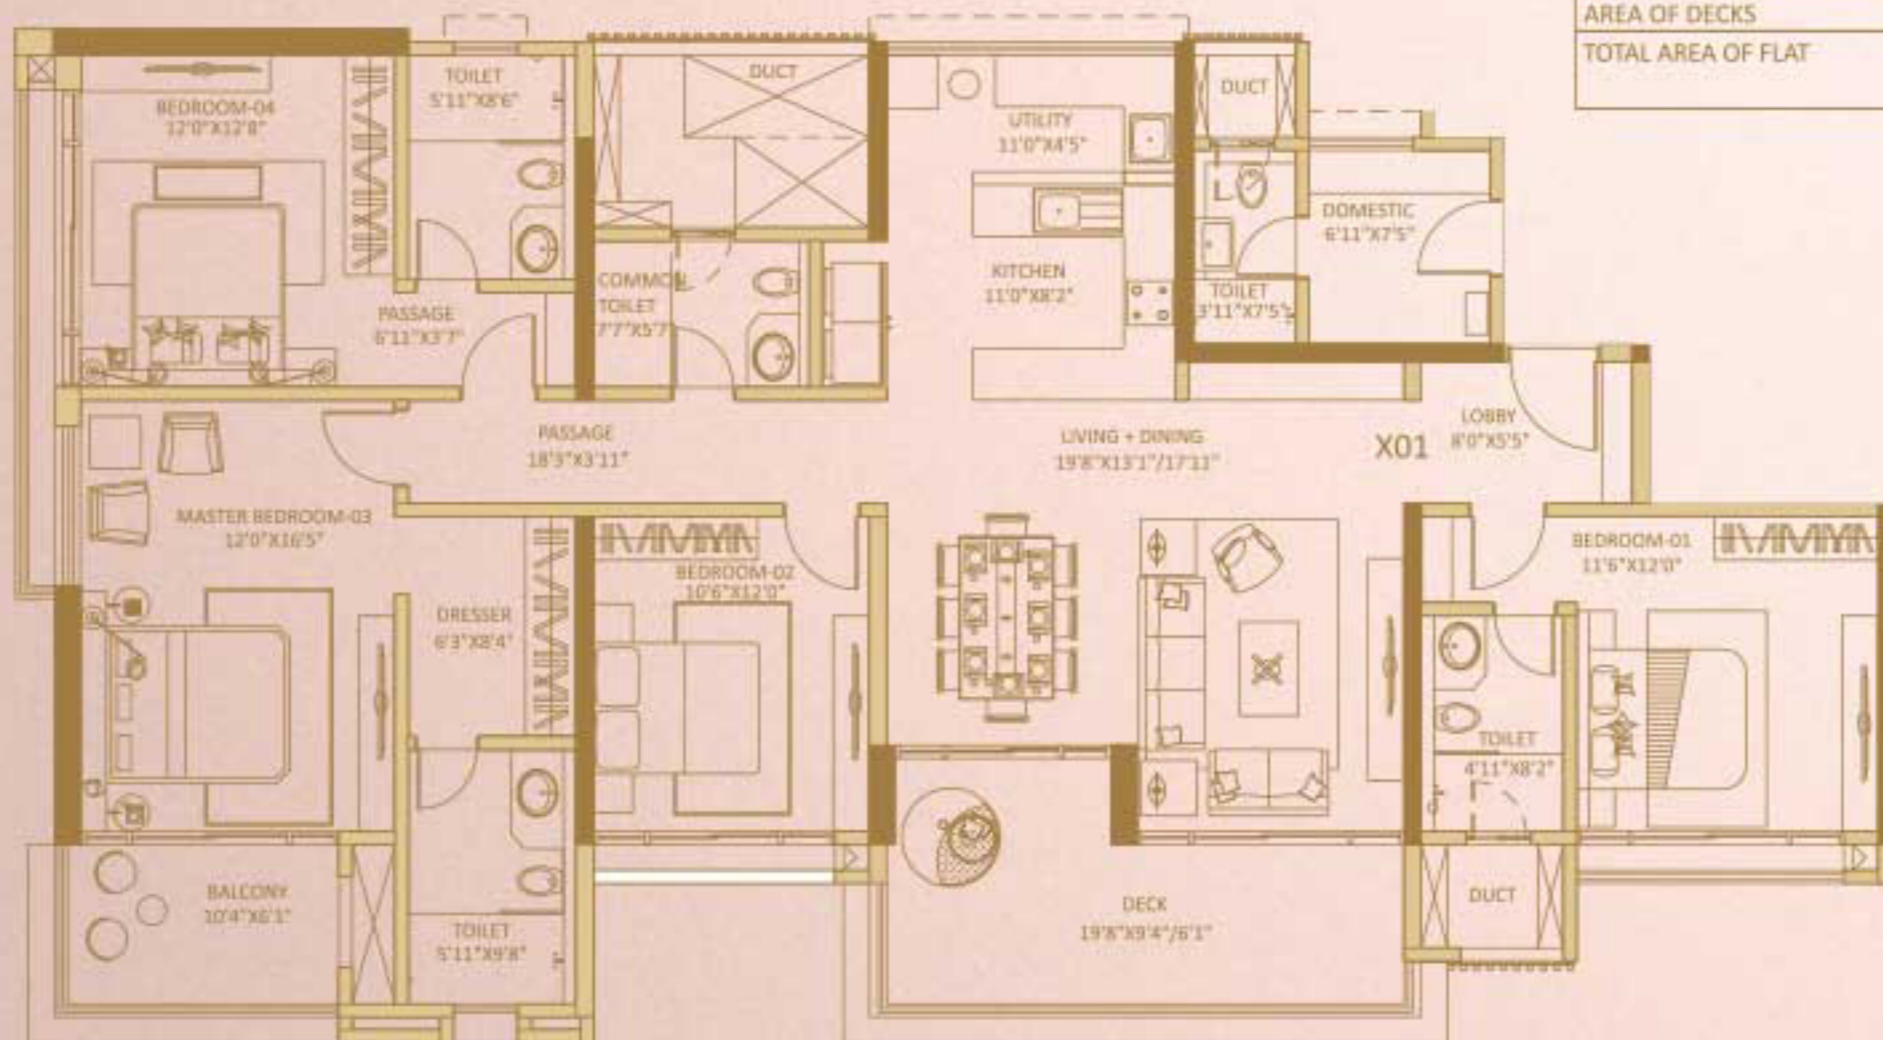 AREA OF DECKS
TOTAL AREA OF FLAT
BEDROOM-04
12'0"X12'8"
TOILET
5'11"X8'6"
DUCT
UTILITY
11'0"X4'5"
DUCT
DOMESTIC
6'11"X7'5"
COMMON
TOILET
7'7"X5'7"
KITCHEN
11'0"X8'2"
TOILET
3'11"X7'5"
PASSAGE
6'11"X3'7"
PASSAGE
18'3"X3'11"
LIVING + DINING
19'8"X13'1"/17'11"
X01
LOBBY
8'0"X5'5"
MASTER BEDROOM-03
12'0"X16'5"
BEDROOM-02
10'6"X12'0"
BEDROOM-01
11'6"X12'0"
DRESSER
6'3"X8'4"
TOILET
4'11"X8'2"
BALCONY
10'4"X6'1"
TOILET
5'11"X9'8"
DECK
19'8"X9'4"/6'1"
DUCT